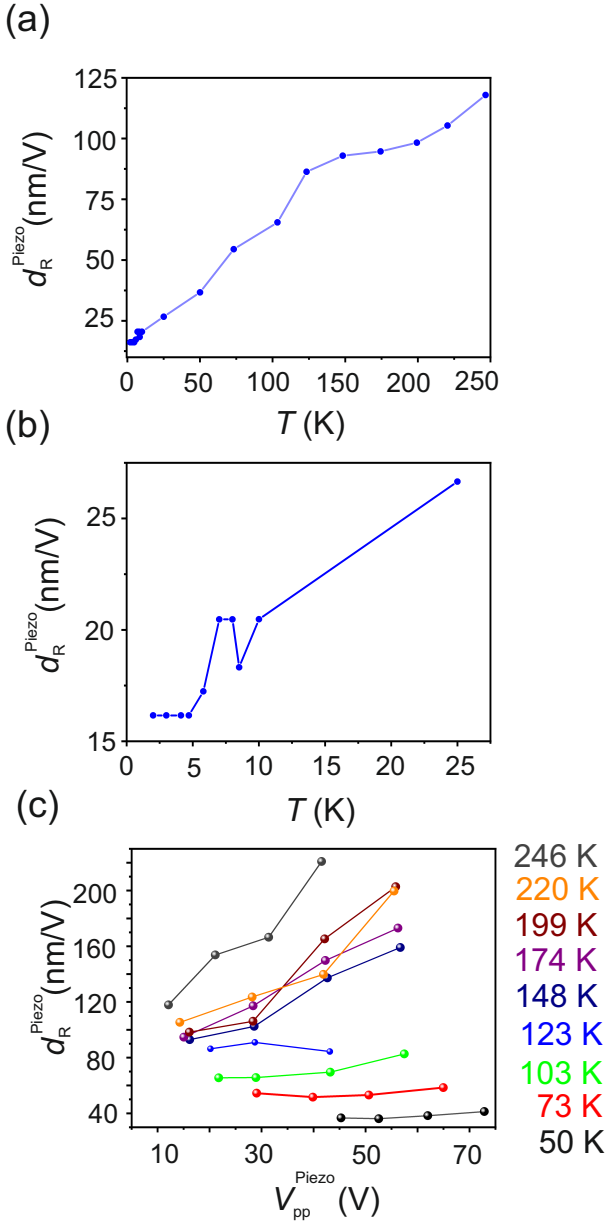 (a)
125
100
75
50
25
d_R^Piezo (nm/V)
0 50 100 150 200 250
T (K)
(b)
25
20
15
d_R^Piezo (nm/V)
0 5 10 15 20 25
T (K)
(c)
200
160
120
80
40
d_R^Piezo (nm/V)
10 30 50 70
V_pp^Piezo (V)
246 K
220 K
199 K
174 K
148 K
123 K
103 K
73 K
50 K